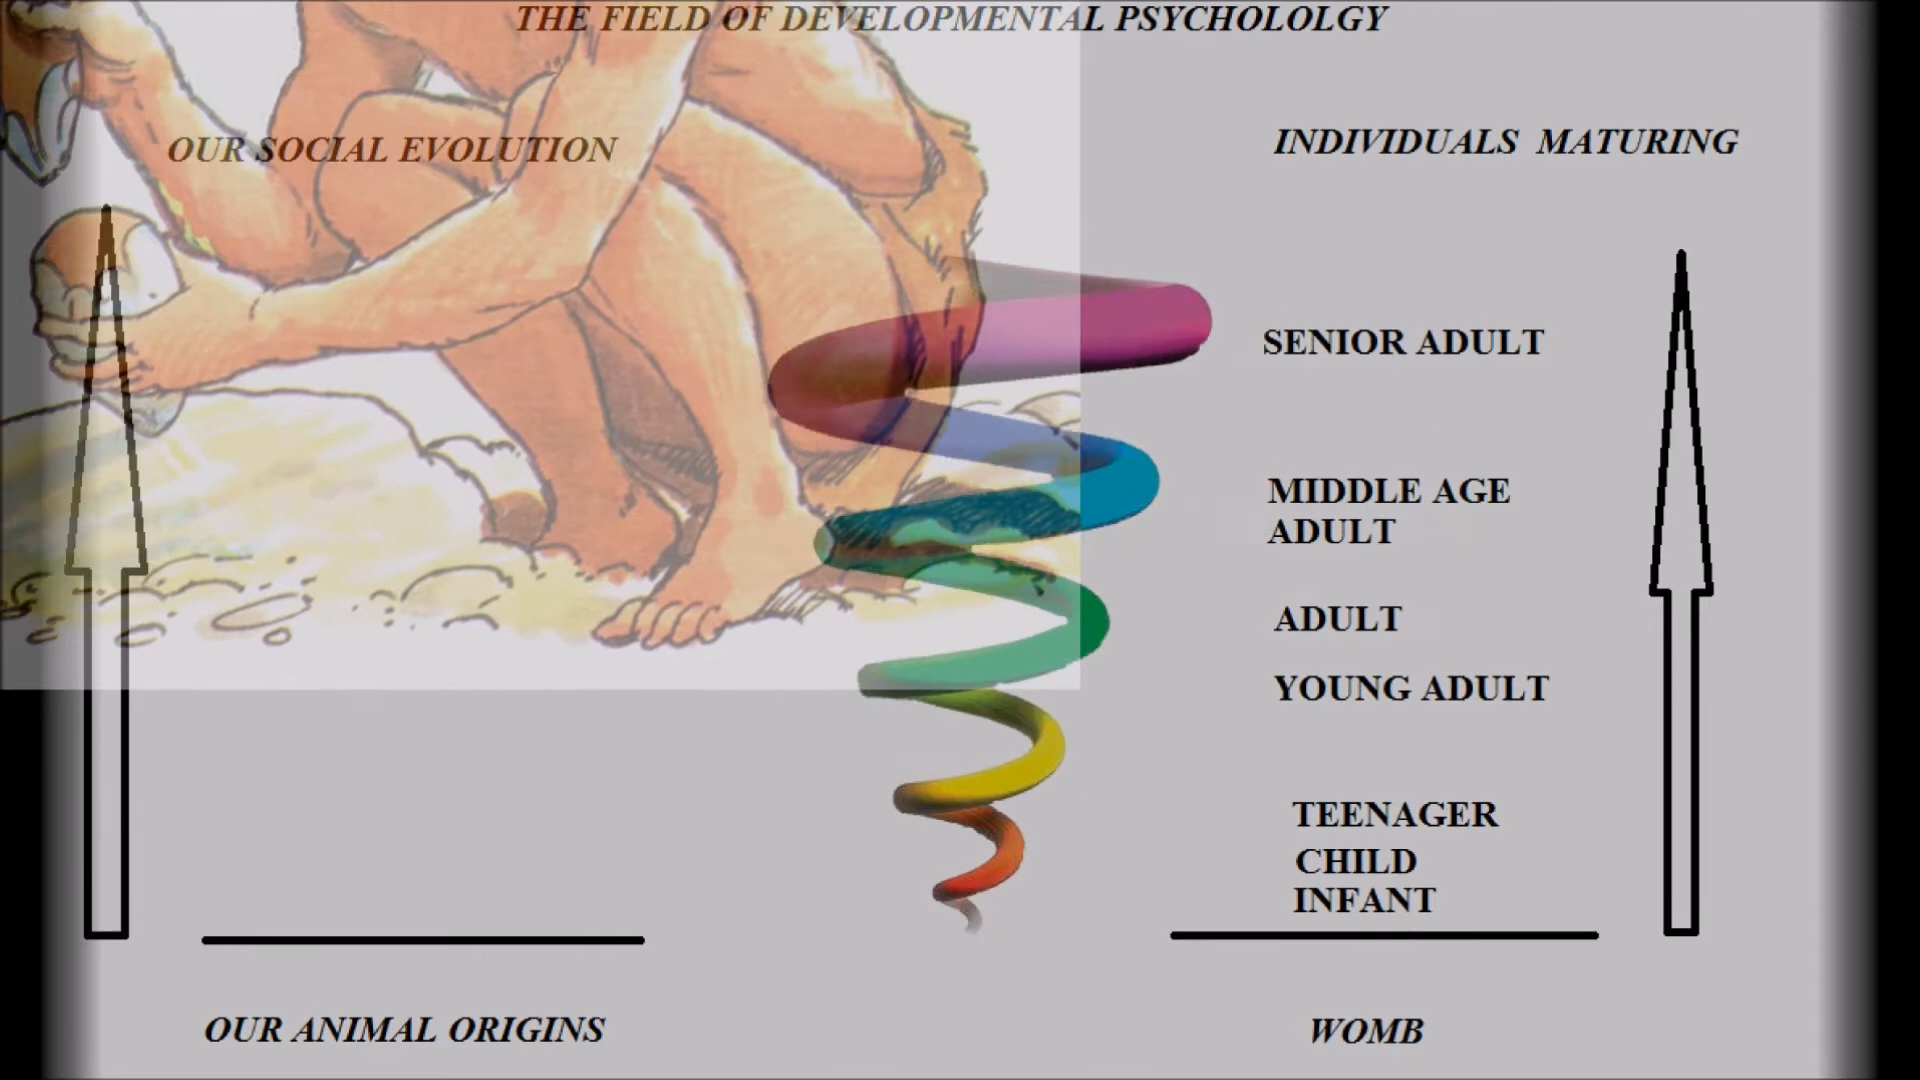 THE FIELD OF DEVELOPMENTAL PSYCHOLOLGY
OUR SOCIAL EVOLUTION
INDIVIDUALS MATURING
SENIOR ADULT
MIDDLE AGE
ADULT
ADULT
YOUNG ADULT
TEENAGER
CHILD
INFANT
OUR ANIMAL ORIGINS
WOMB